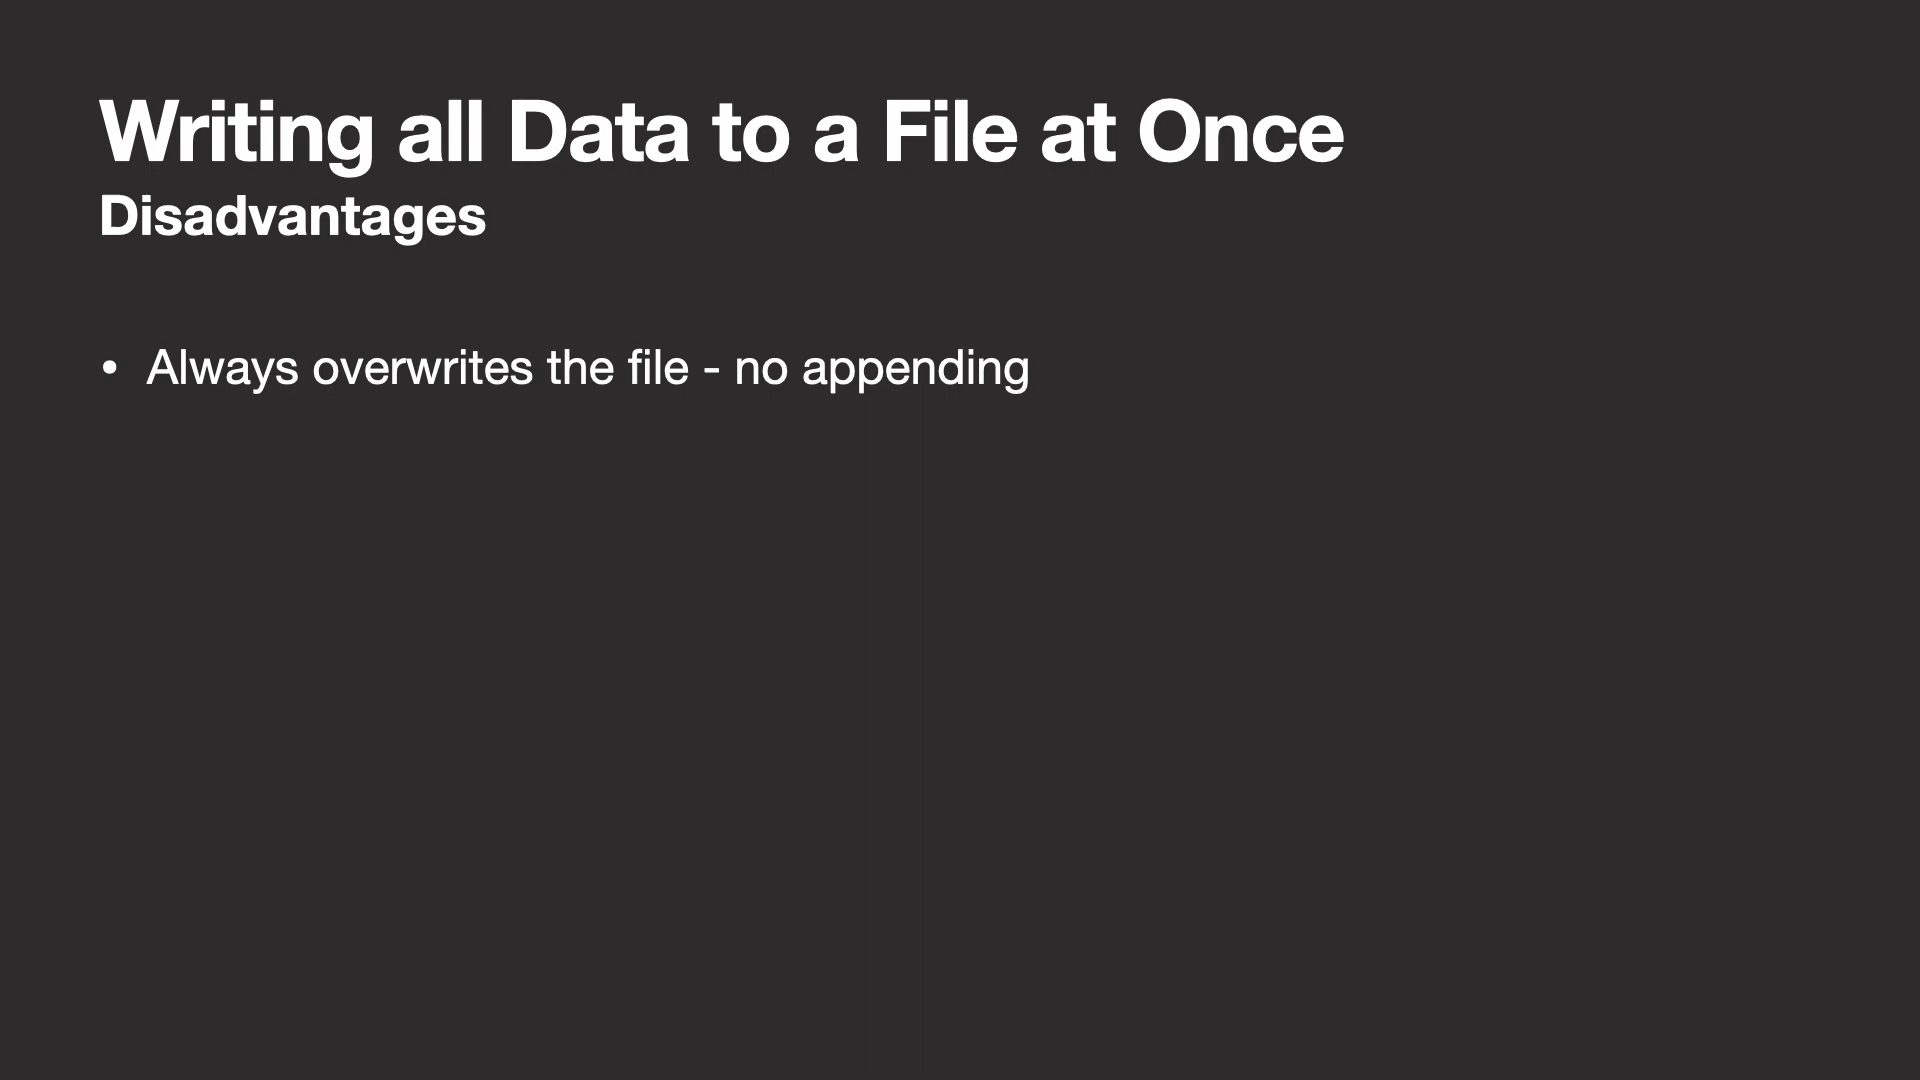 Writing all Data to a File at Once
Disadvantages
• Always overwrites the file - no appending